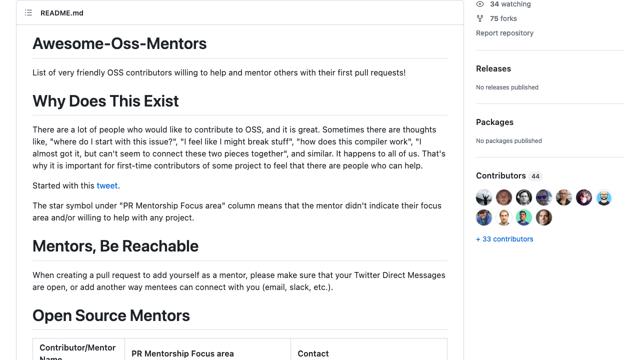 README.md
Awesome-Oss-Mentors
List of very friendly OSS contributors willing to help and mentor others with their first pull requests!
Why Does This Exist
There are a lot of people who would like to contribute to OSS, and it is great. Sometimes there are thoughts
like, "where do I start with this issue?", "I feel like I might break stuff", "how does this compiler work", "I
almost got it, but can't seem to connect these two pieces together", and similar. It happens to all of us. That's
why it is important for first-time contributors of some project to feel that there are people who can help.
Started with this tweet.
The star symbol under "PR Mentorship Focus area" column means that the mentor didn't indicate their focus
area and/or willing to help with any project.
Mentors, Be Reachable
When creating a pull request to add yourself as a mentor, please make sure that your Twitter Direct Messages
are open, or add another way mentees can connect with you (email, slack, etc.).
Open Source Mentors
Contributor/Mentor
Name
PR Mentorship Focus area
Contact
34 watching
75 forks
Report repository
Releases
No releases published
Packages
No packages published
Contributors 44
+ 33 contributors